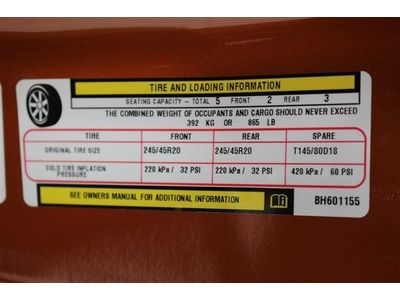 TIRE AND LOADING INFORMATION
SEATING CAPACITY - TOTAL 5 FRONT 2 REAR 3
THE COMBINED WEIGHT OF OCCUPANTS AND CARGO SHOULD NEVER EXCEED
392 KG OR 865 LB
TIRE FRONT REAR SPARE
ORIGINAL TIRE SIZE 245/45R20 245/45R20 T145/80D18
COLD TIRE INFLATION PRESSURE 220 kPa / 32 PSI 220 kPa / 32 PSI 420 kPa / 60 PSI
SEE OWNERS MANUAL FOR ADDITIONAL INFORMATION BH601155